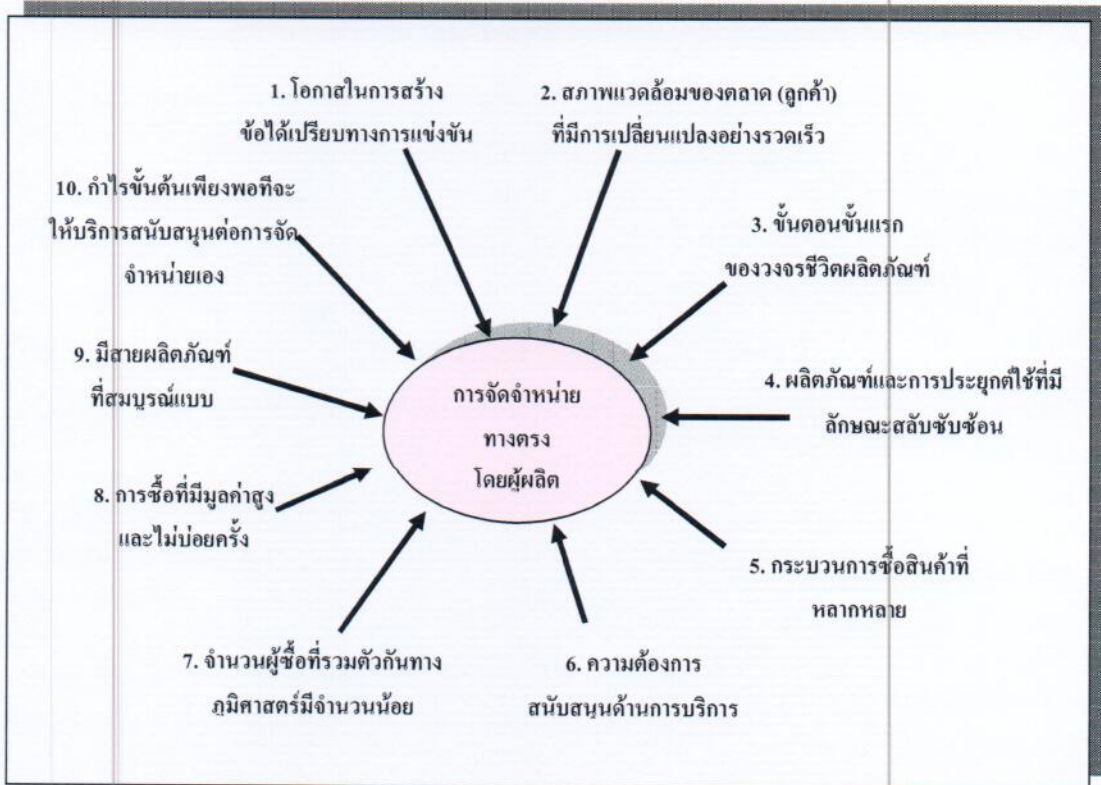 1. โอกาสในการสร้าง
ข้อได้เปรียบทางการแข่งขัน
2. สภาพแวดล้อมของตลาด (ลูกค้า)
ที่มีการเปลี่ยนแปลงอย่างรวดเร็ว
3. ขั้นตอนขั้นแรก
ของวงจรชีวิตผลิตภัณฑ์
4. ผลิตภัณฑ์และการประยุกต์ใช้ที่มี
ลักษณะสลับซับซ้อน
5. กระบวนการซื้อสินค้าที่
หลากหลาย
6. ความต้องการ
สนับสนุนด้านการบริการ
7. จำนวนผู้ซื้อที่รวมตัวกันทาง
ภูมิศาสตร์มีจำนวนน้อย
8. การซื้อที่มีมูลค่าสูง
และไม่บ่อยครั้ง
9. มีสายผลิตภัณฑ์
ที่สมบูรณ์แบบ
10. กำไรขั้นต้นเพียงพอที่จะ
ให้บริการสนับสนุนต่อการจัด
จำหน่ายเอง
การจัดจำหน่าย
ทางตรง
โดยผู้ผลิต